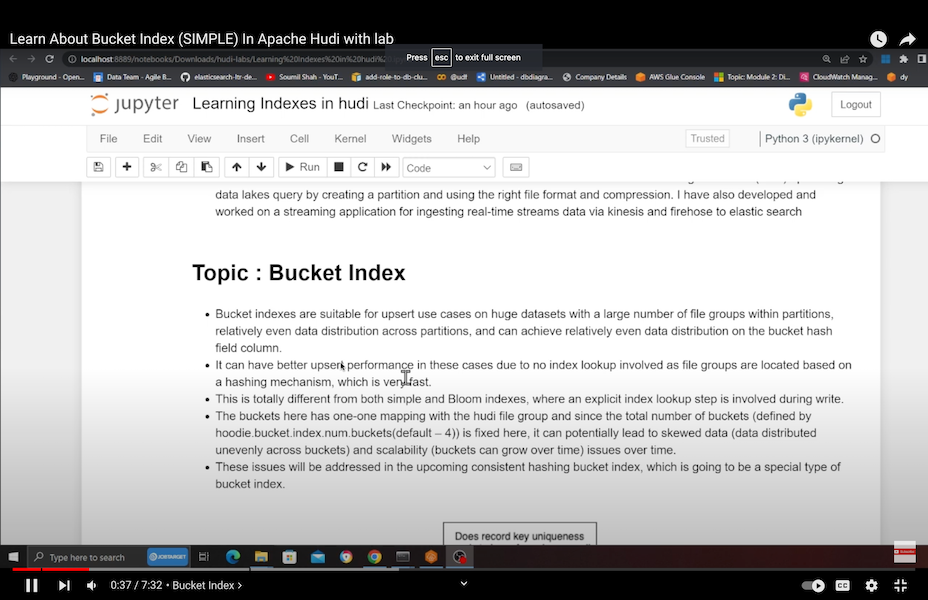 Learn About Bucket Index (SIMPLE) In Apache Hudi with lab
Press esc to exit full screen
localhost:8889/notebooks/Downloads/hudi-labs/Learning%20Indexes%20in%20hudi%
Playground - Open... Data Team - Agile B... elasticsearch-br-de... Soumil Shah - YouT... add-role-to-db-clu... @udf Untitled - dbdiagra... Company Details AWS Glue Console Topic Module 2: Di... CloudWatch Manag... dy
jupyter Learning Indexes in hudi Last Checkpoint: an hour ago (autosaved) Logout
File Edit View Insert Cell Kernel Widgets Help Trusted Python 3 (ipykernel)
Run Code
data lakes query by creating a partition and using the right file format and compression. I have also developed and
worked on a streaming application for ingesting real-time streams data via kinesis and firehose to elastic search
Topic : Bucket Index
• Bucket indexes are suitable for upsert use cases on huge datasets with a large number of file groups within partitions,
relatively even data distribution across partitions, and can achieve relatively even data distribution on the bucket hash
field column.
• It can have better upsert performance in these cases due to no index lookup involved as file groups are located based on
a hashing mechanism, which is very fast.
• This is totally different from both simple and Bloom indexes, where an explicit index lookup step is involved during write.
• The buckets here has one-one mapping with the hudi file group and since the total number of buckets (defined by
hoodie.bucket.index.num.buckets(default – 4)) is fixed here, it can potentially lead to skewed data (data distributed
unevenly across buckets) and scalability (buckets can grow over time) issues over time.
• These issues will be addressed in the upcoming consistent hashing bucket index, which is going to be a special type of
bucket index.
Does record key uniqueness
Type here to search
0:37 / 7:32 • Bucket Index ›
CC